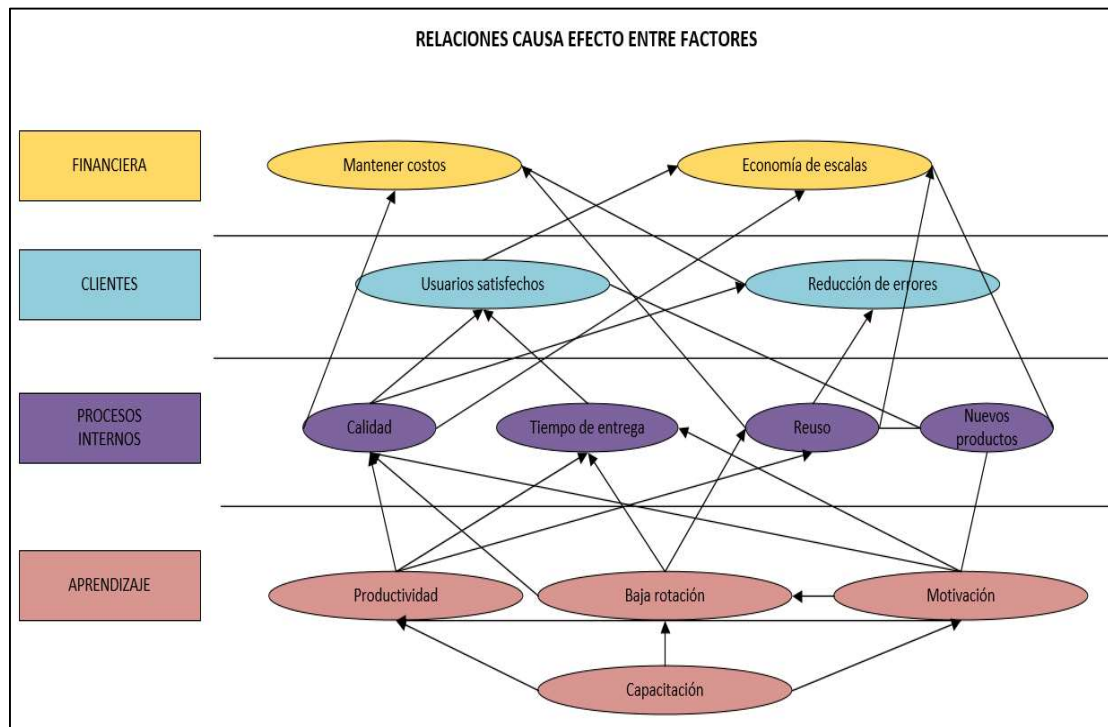 RELACIONES CAUSA EFECTO ENTRE FACTORES
FINANCIERA
Mantener costos
Economía de escalas
CLIENTES
Usuarios satisfechos
Reducción de errores
PROCESOS
INTERNOS
Calidad
Tiempo de entrega
Reuso
Nuevos
productos
APRENDIZAJE
Productividad
Baja rotación
Motivación
Capacitación